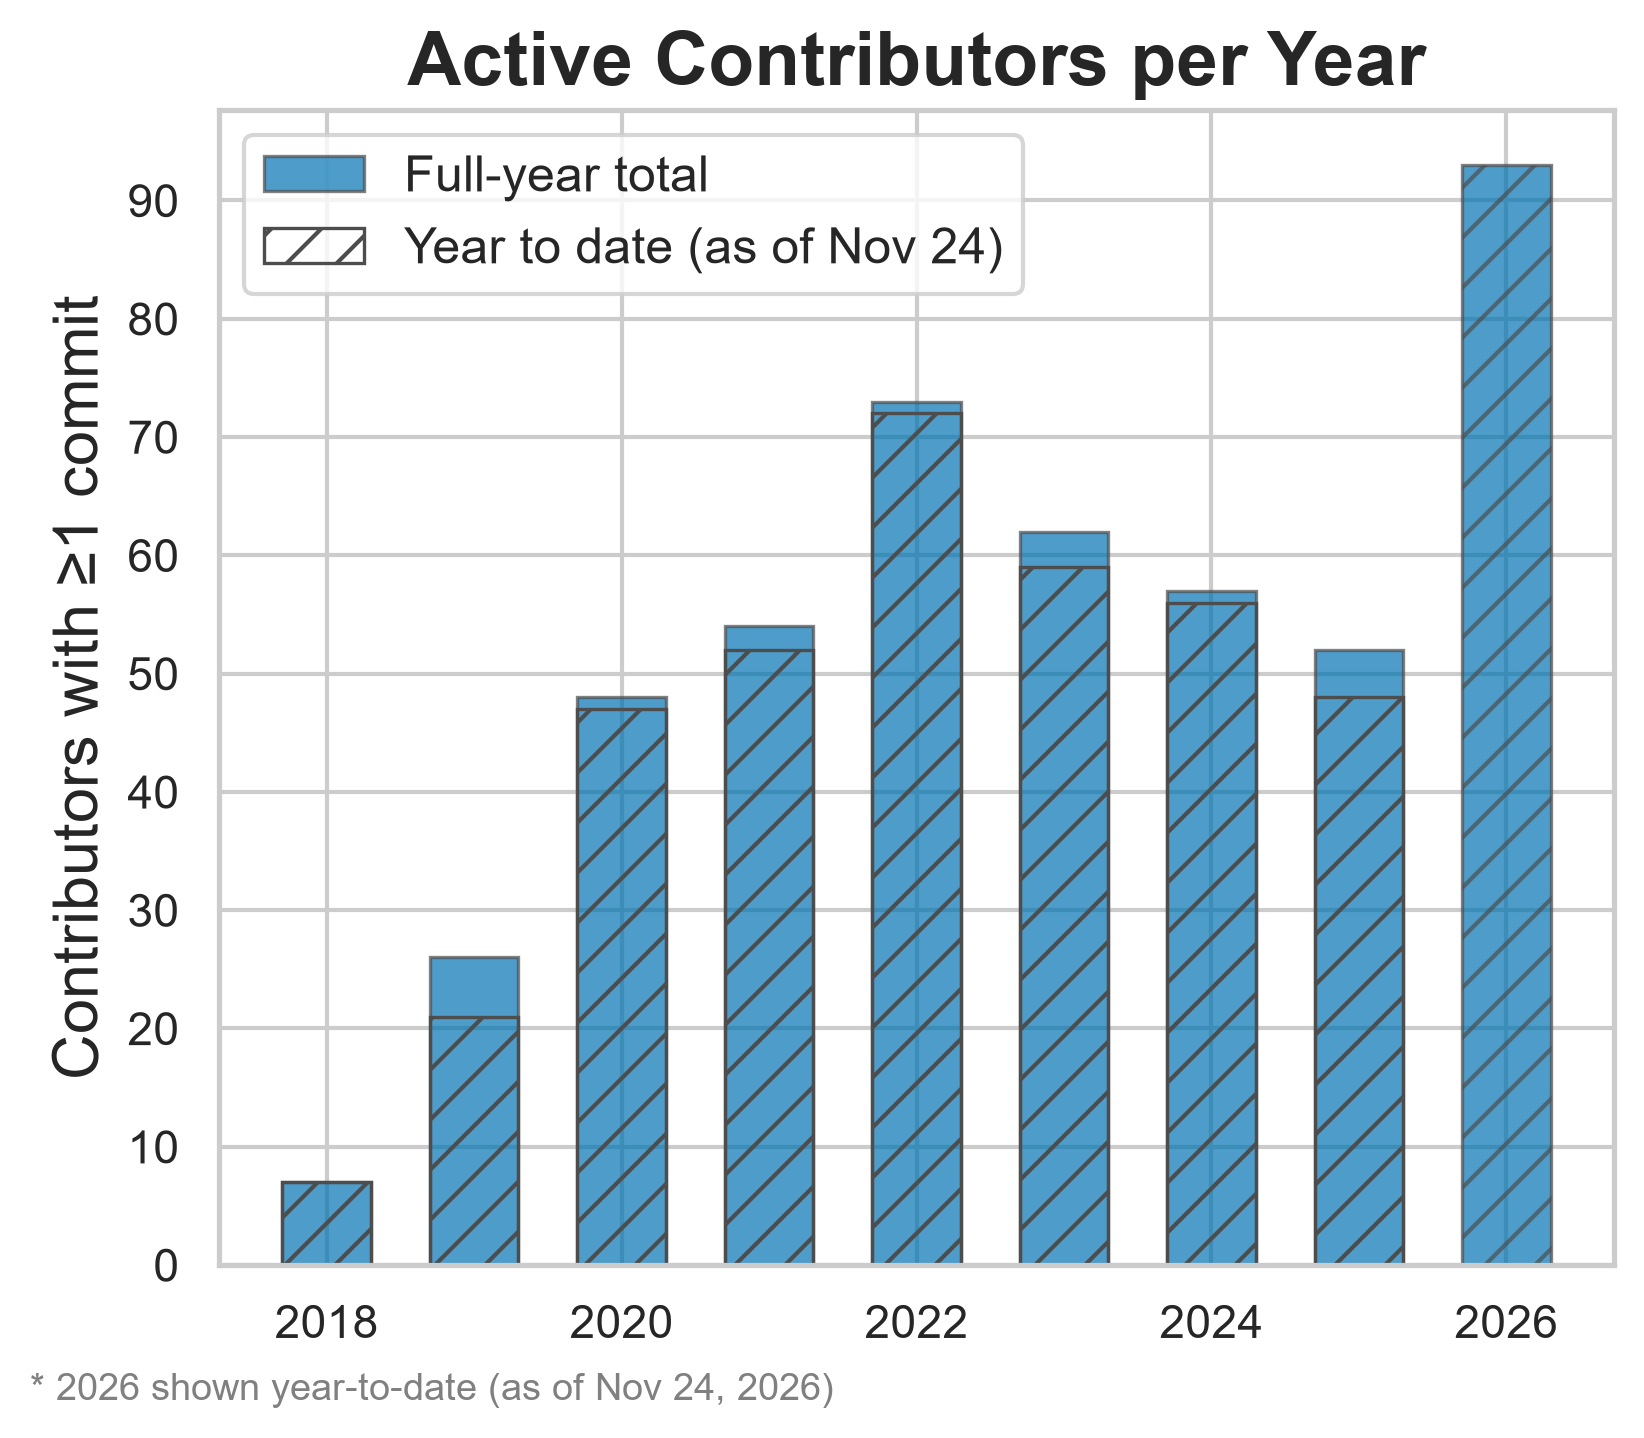 Active Contributors per Year
Full-year total
Year to date (as of Nov 24)
Contributors with ≥1 commit
90
80
70
60
50
40
30
20
10
0
2018 2020 2022 2024 2026
* 2026 shown year-to-date (as of Nov 24, 2026)